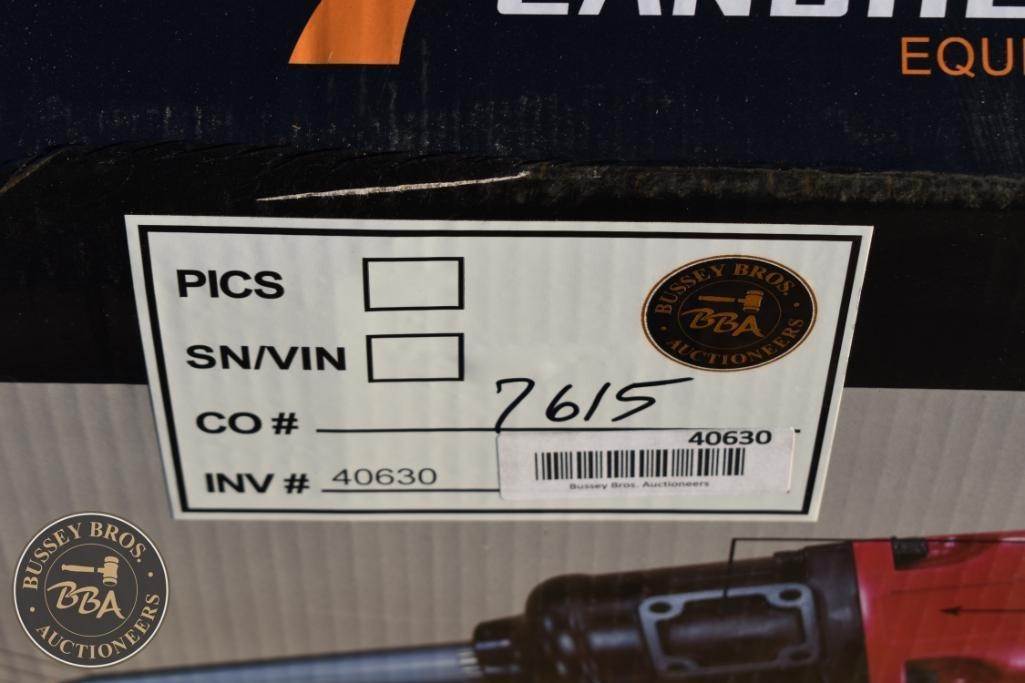 EQUI
PICS
SN/VIN
CO # 7615
INV # 40630
40630
Bussey Bros. Auctioneers
BUSSEY BROS.
BBA
AUCTIONEERS
BUSSEY BROS.
BBA
AUCTIONEERS